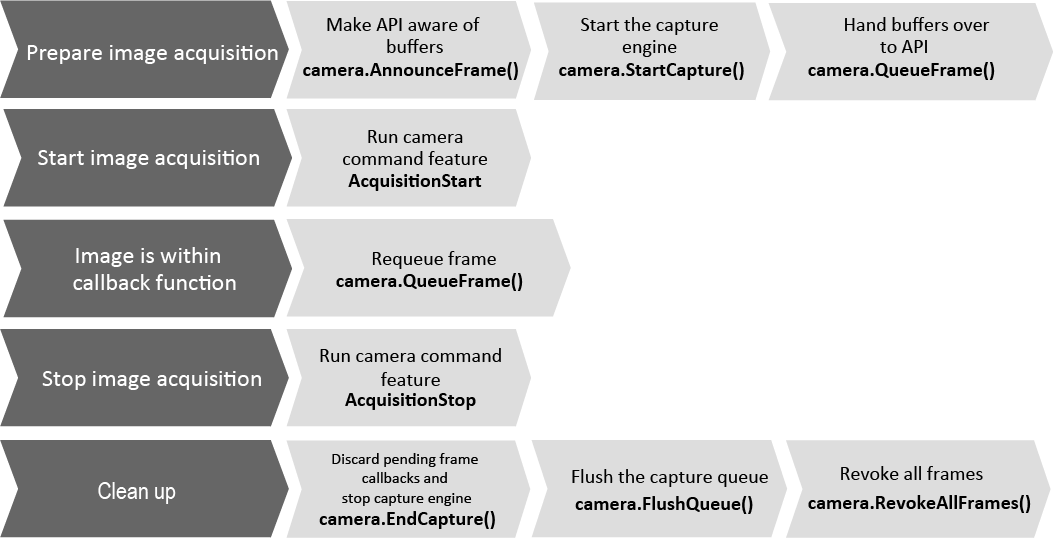 Prepare image acquisition
Make API aware of
buffers
camera.AnnounceFrame()
Start the capture
engine
camera.StartCapture()
Hand buffers over
to API
camera.QueueFrame()
Start image acquisition
Run camera
command feature
AcquisitionStart
Image is within
callback function
Requeue frame
camera.QueueFrame()
Stop image acquisition
Run camera command
feature
AcquisitionStop
Clean up
Discard pending frame
callbacks and
stop capture engine
camera.EndCapture()
Flush the capture queue
camera.FlushQueue()
Revoke all frames
camera.RevokeAllFrames()